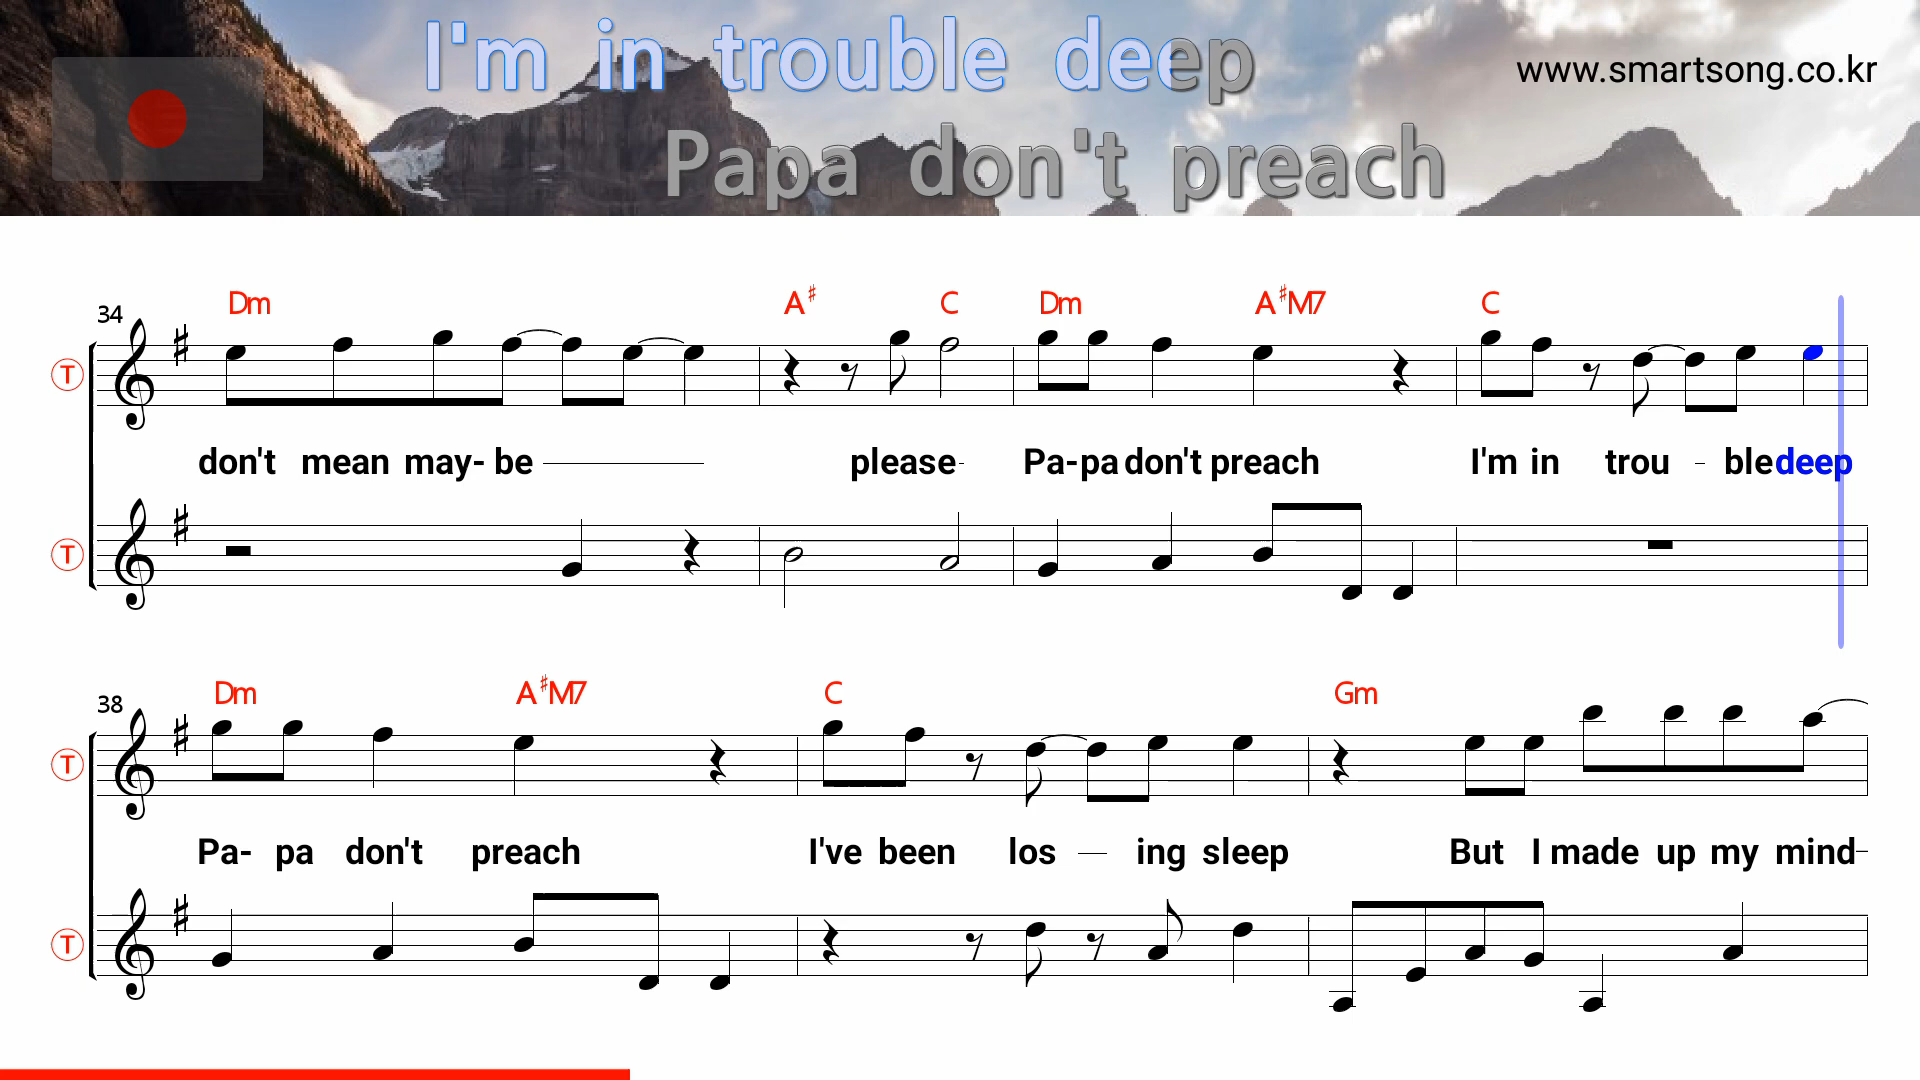 I'm in trouble deep
www.smartsong.co.kr
Papa don't preach
Dm A♯ C Dm A♯M7 C
34
T
don't mean may- be please- Pa-pa don't preach I'm in trou - ble deep
T
Dm A♯M7 C Gm
38
T
Pa- pa don't preach I've been los — ing sleep But I made up my mind-
T